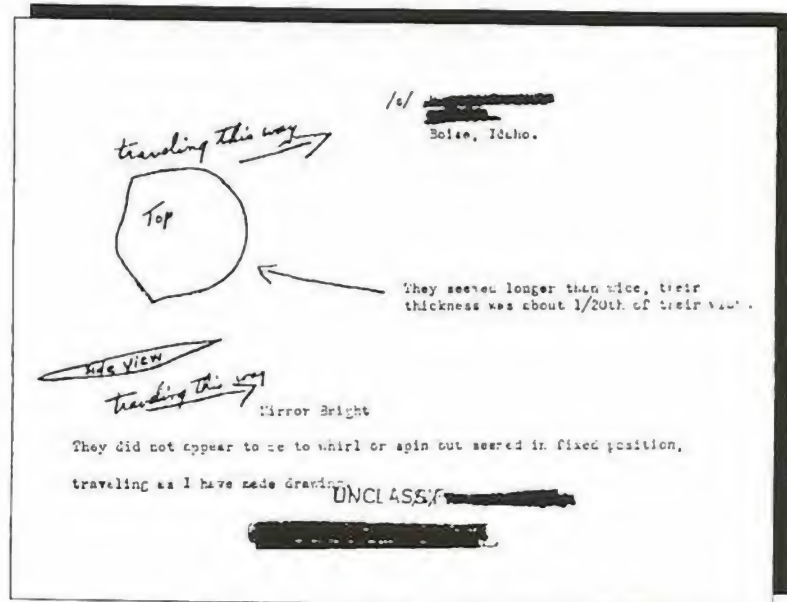 /s/
Boise, Idaho.
traveling this way
Top
They seemed longer than wide, their
thickness was about 1/20th of their width.
side view
traveling this way
Mirror Bright
They did not appear to me to whirl or spin but seemed in fixed position,
traveling as I have made drawing.
UNCLASSIF